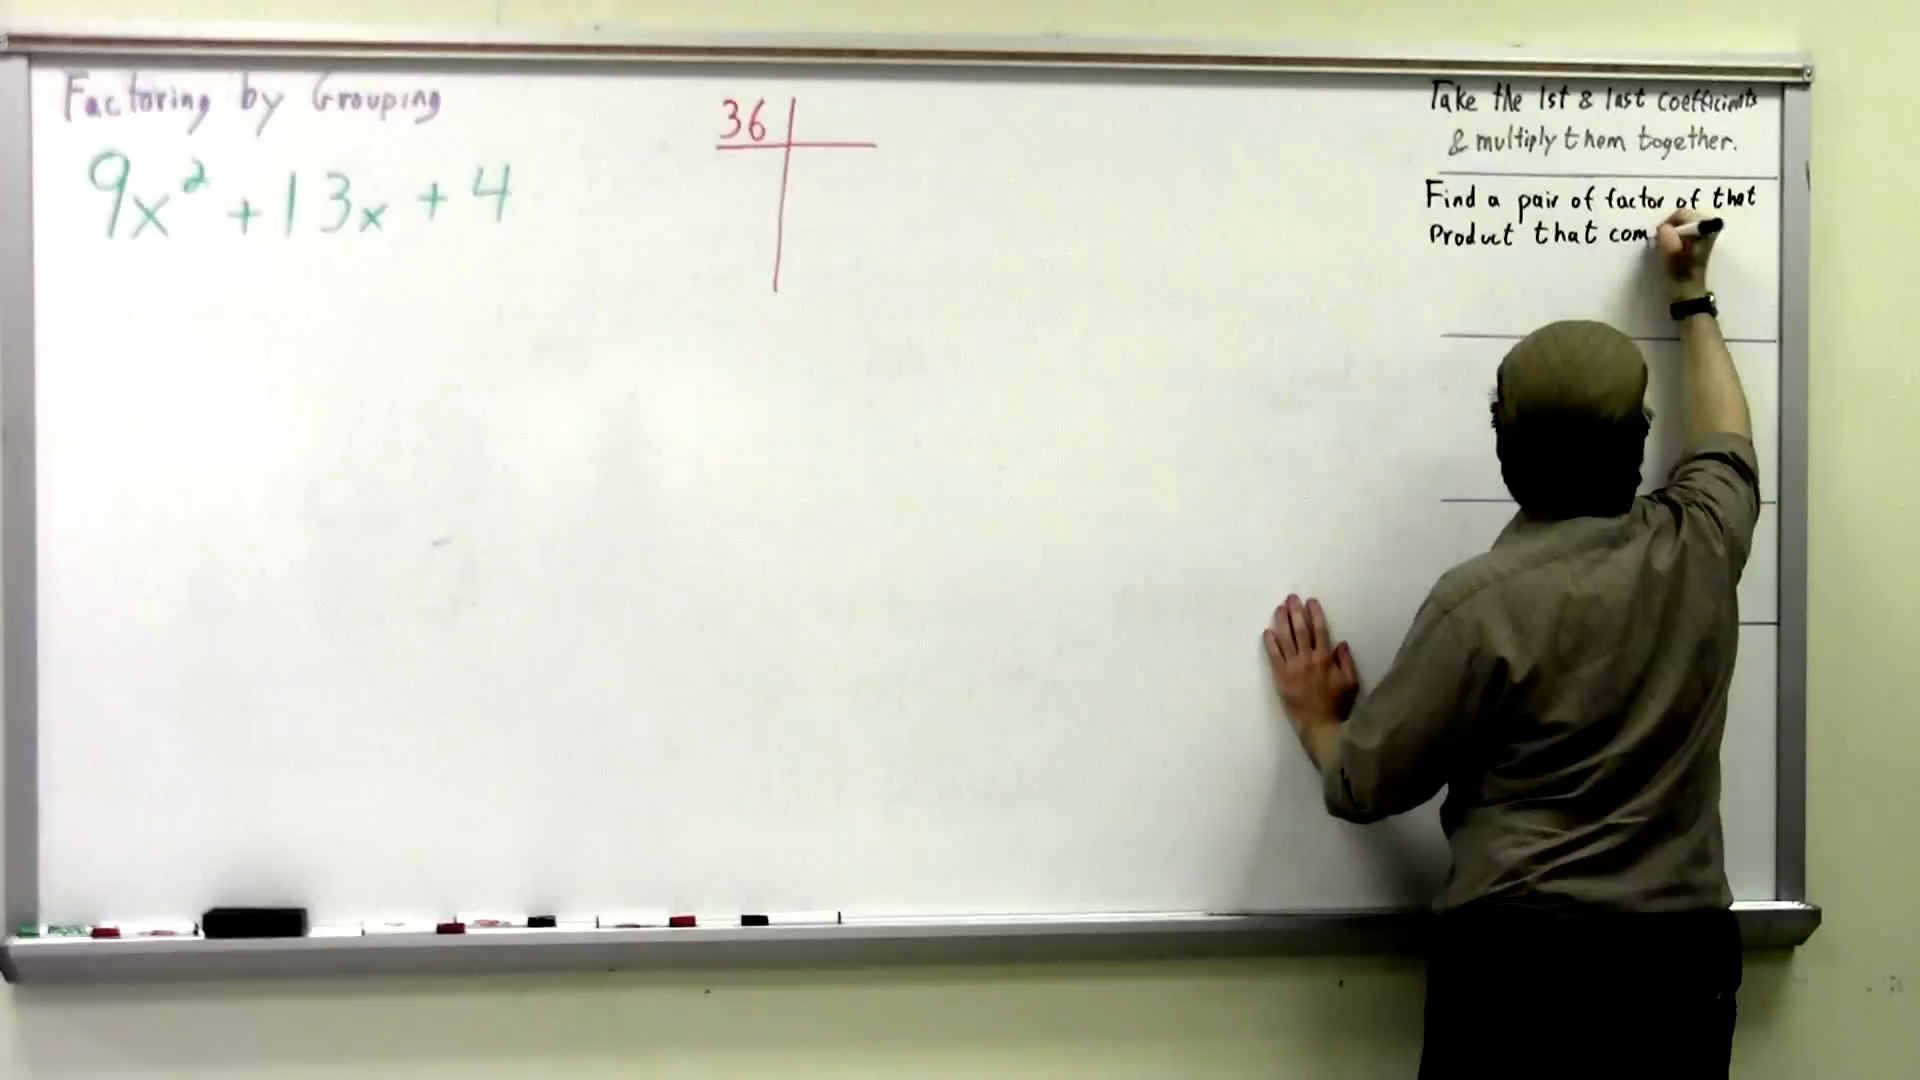 Factoring by Grouping
9x² + 13x + 4
36
Take the 1st & last coefficients
& multiply them together.
Find a pair of factor of that
Product that com